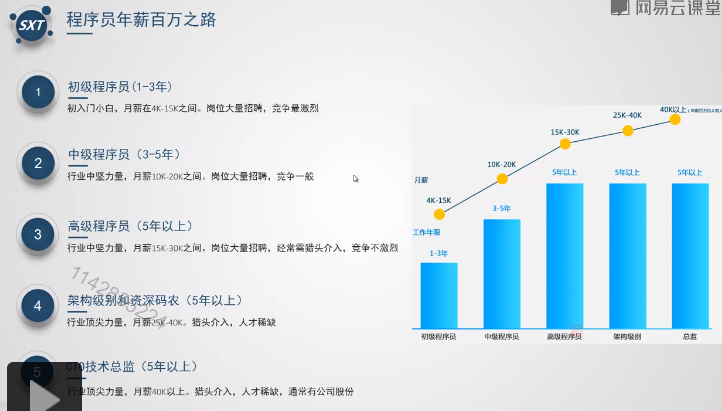 SXT
程序员年薪百万之路
网易云课堂
1
初级程序员(1-3年)
初入门小白，月薪在4K-15K之间。岗位大量招聘，竞争最激烈
2
中级程序员（3-5年）
行业中坚力量，月薪10K-20K之间。岗位大量招聘，竞争一般
3
高级程序员（5年以上）
行业中坚力量，月薪15K-30K之间。岗位大量招聘，经常需猎头介入，竞争不激烈
4
架构级别和资深码农（5年以上）
行业顶尖力量，月薪25K-40K。猎头介入，人才稀缺
5
CTO技术总监（5年以上）
行业顶尖力量，月薪40K以上。猎头介入，人才稀缺，通常有公司股份
40K以上
25K-40K
15K-30K
10K-20K
4K-15K
月薪
工作年限
1-3年
3-5年
5年以上
5年以上
5年以上
初级程序员
中级程序员
高级程序员
架构级别
总监